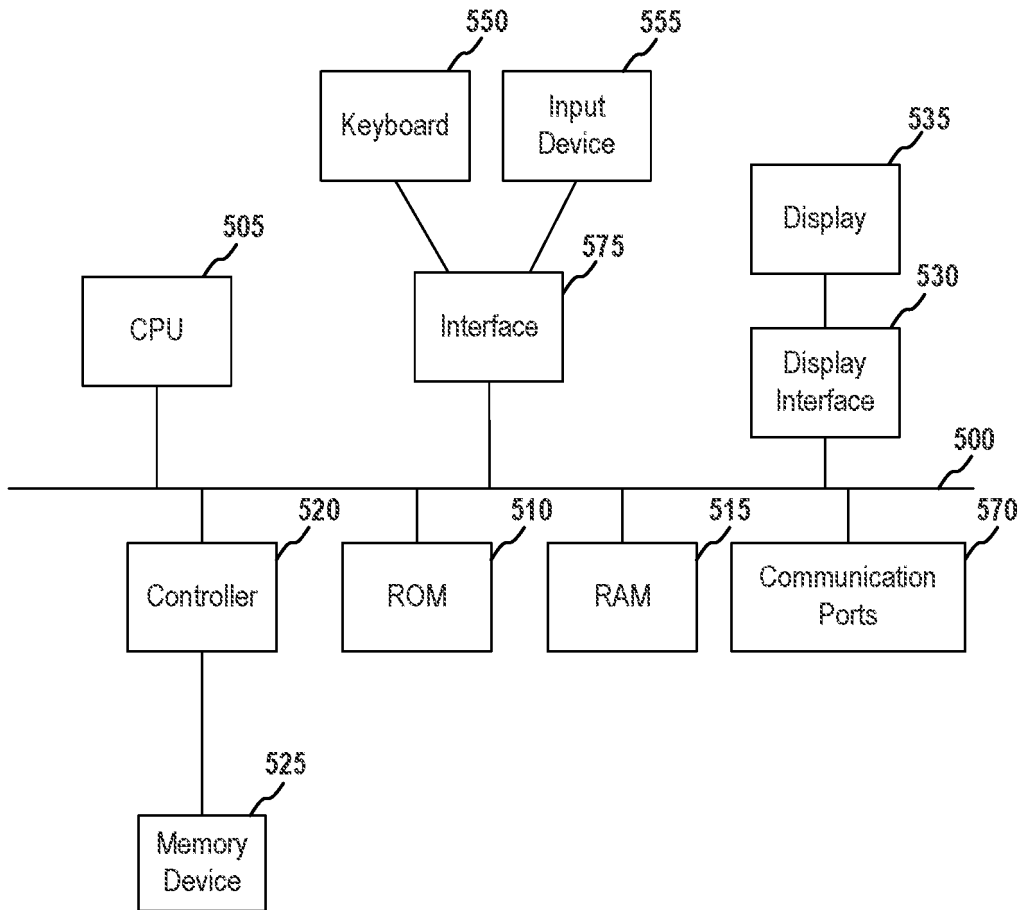 550
Keyboard
555
Input
Device
535
Display
505
CPU
575
Interface
530
Display
Interface
500
520
Controller
510
ROM
515
RAM
570
Communication
Ports
525
Memory
Device